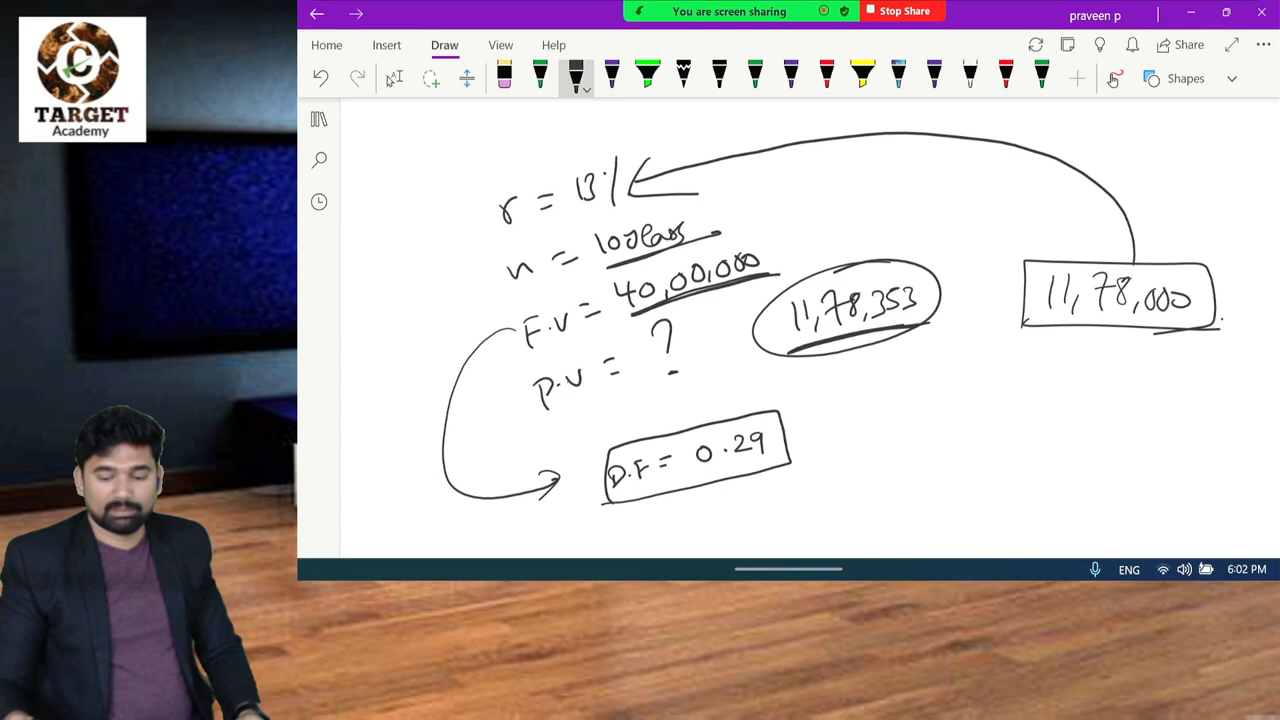 TARGET
Academy
You are screen sharing
Stop Share
praveen p
Home Insert Draw View Help
Share
Shapes
r = 13%
n = 10 years
F.V = 40,00,000
P.V = ?
11,78,353
11,78,000
D.F = 0.29
ENG
6:02 PM